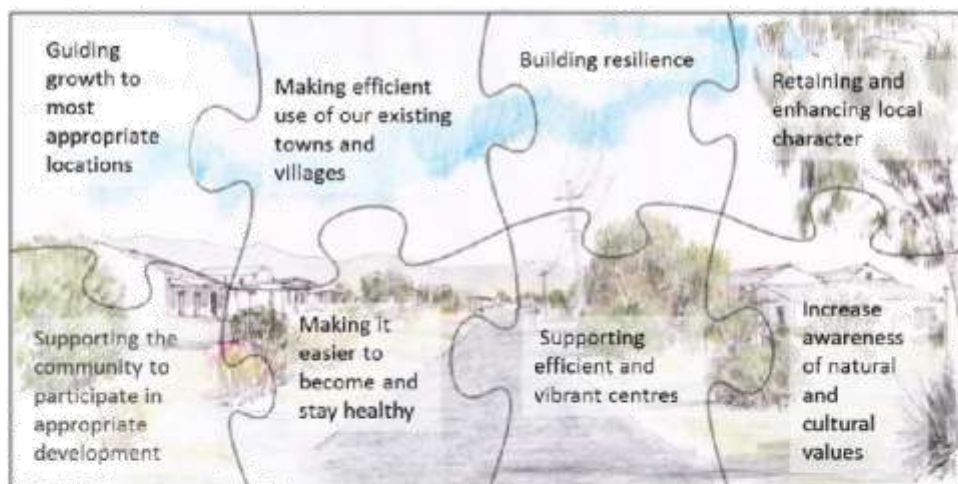 Guiding
growth to
most
appropriate
locations
Making efficient
use of our existing
towns and
villages
Building resilience
Retaining and
enhancing local
character
Supporting the
community to
participate in
appropriate
development
Making it
easier to
become and
stay healthy
Supporting
efficient and
vibrant centres
Increase
awareness
of natural
and
cultural
values